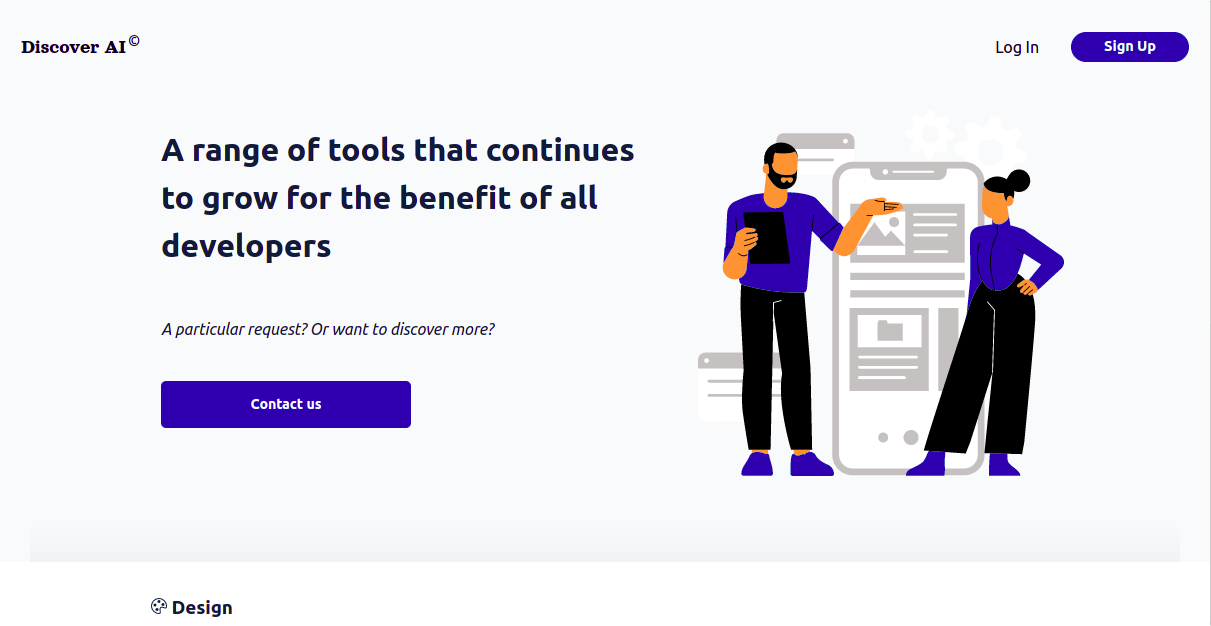 Discover AI©
Log In
Sign Up
A range of tools that continues
to grow for the benefit of all
developers
A particular request? Or want to discover more?
Contact us
Design